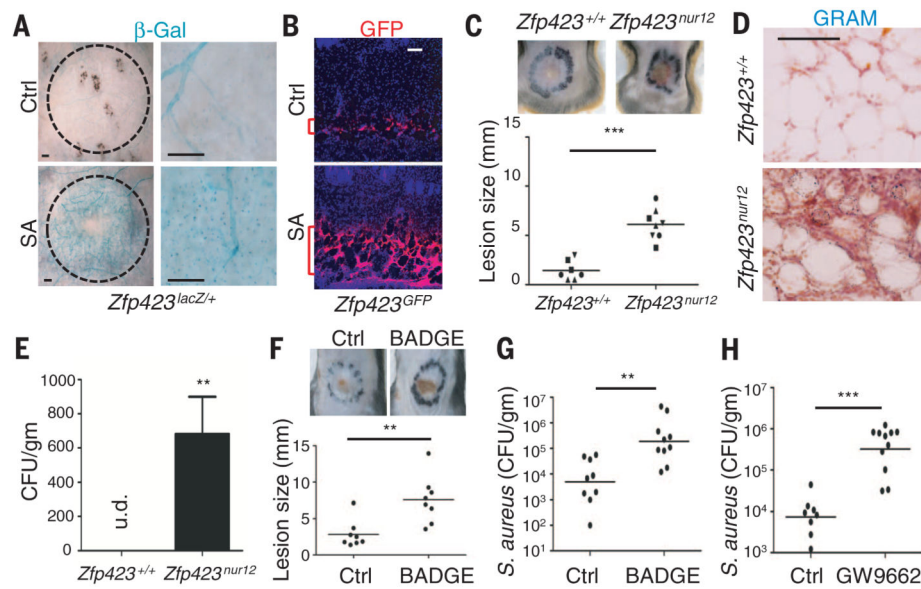 A
β-Gal
Ctrl
SA
Zfp423lacZ/+
B
GFP
Ctrl
SA
Zfp423GFP
C
Zfp423+/+ Zfp423nur12
***
15
10
5
0
Lesion size (mm)
Zfp423+/+ Zfp423nur12
D
GRAM
Zfp423+/+
Zfp423nur12
E
1000
800
600
400
200
0
CFU/gm
u.d.
**
Zfp423+/+ Zfp423nur12
F
Ctrl BADGE
**
15
10
5
0
Lesion size (mm)
Ctrl BADGE
G
**
10⁷
10⁶
10⁵
10⁴
10³
10²
10¹
S. aureus (CFU/gm)
Ctrl BADGE
H
***
10⁷
10⁶
10⁵
10⁴
10³
S. aureus (CFU/gm)
Ctrl GW9662